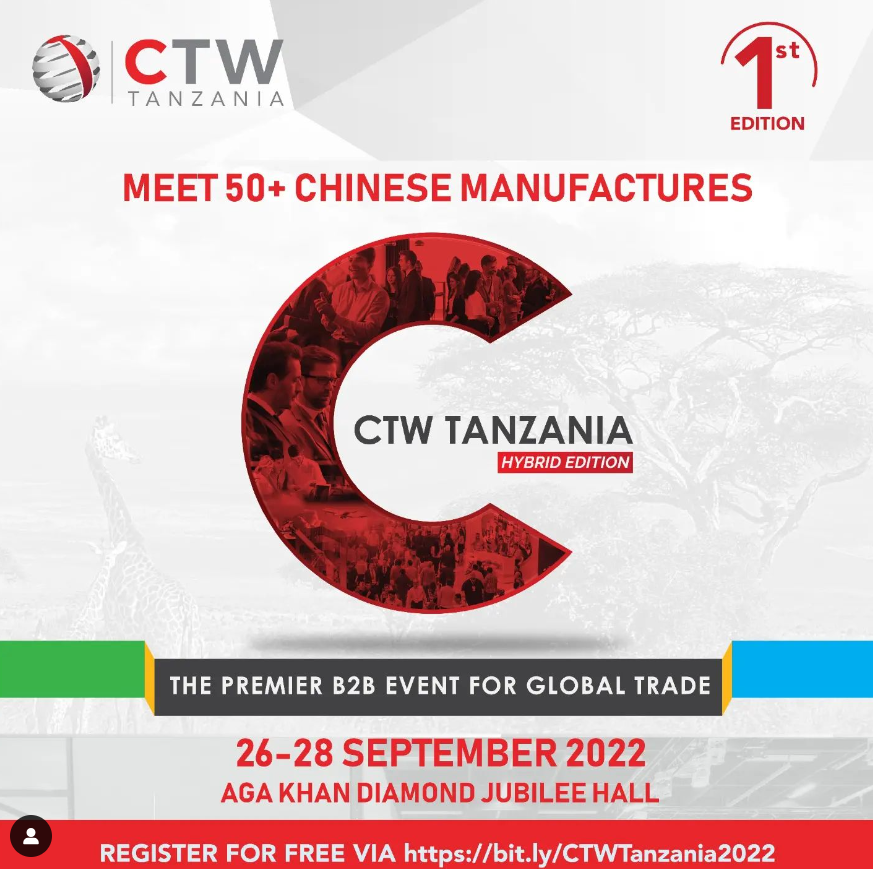 CTW
TANZANIA
1st
EDITION
MEET 50+ CHINESE MANUFACTURES
CTW TANZANIA
HYBRID EDITION
THE PREMIER B2B EVENT FOR GLOBAL TRADE
26-28 SEPTEMBER 2022
AGA KHAN DIAMOND JUBILEE HALL
REGISTER FOR FREE VIA https://bit.ly/CTWTanzania2022